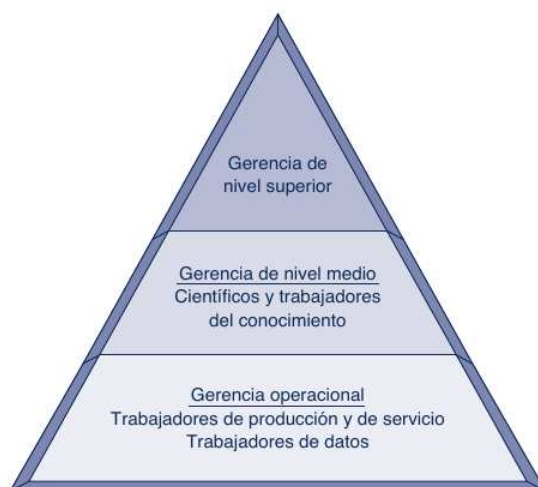 Gerencia de
nivel superior
Gerencia de nivel medio
Científicos y trabajadores
del conocimiento
Gerencia operacional
Trabajadores de producción y de servicio
Trabajadores de datos